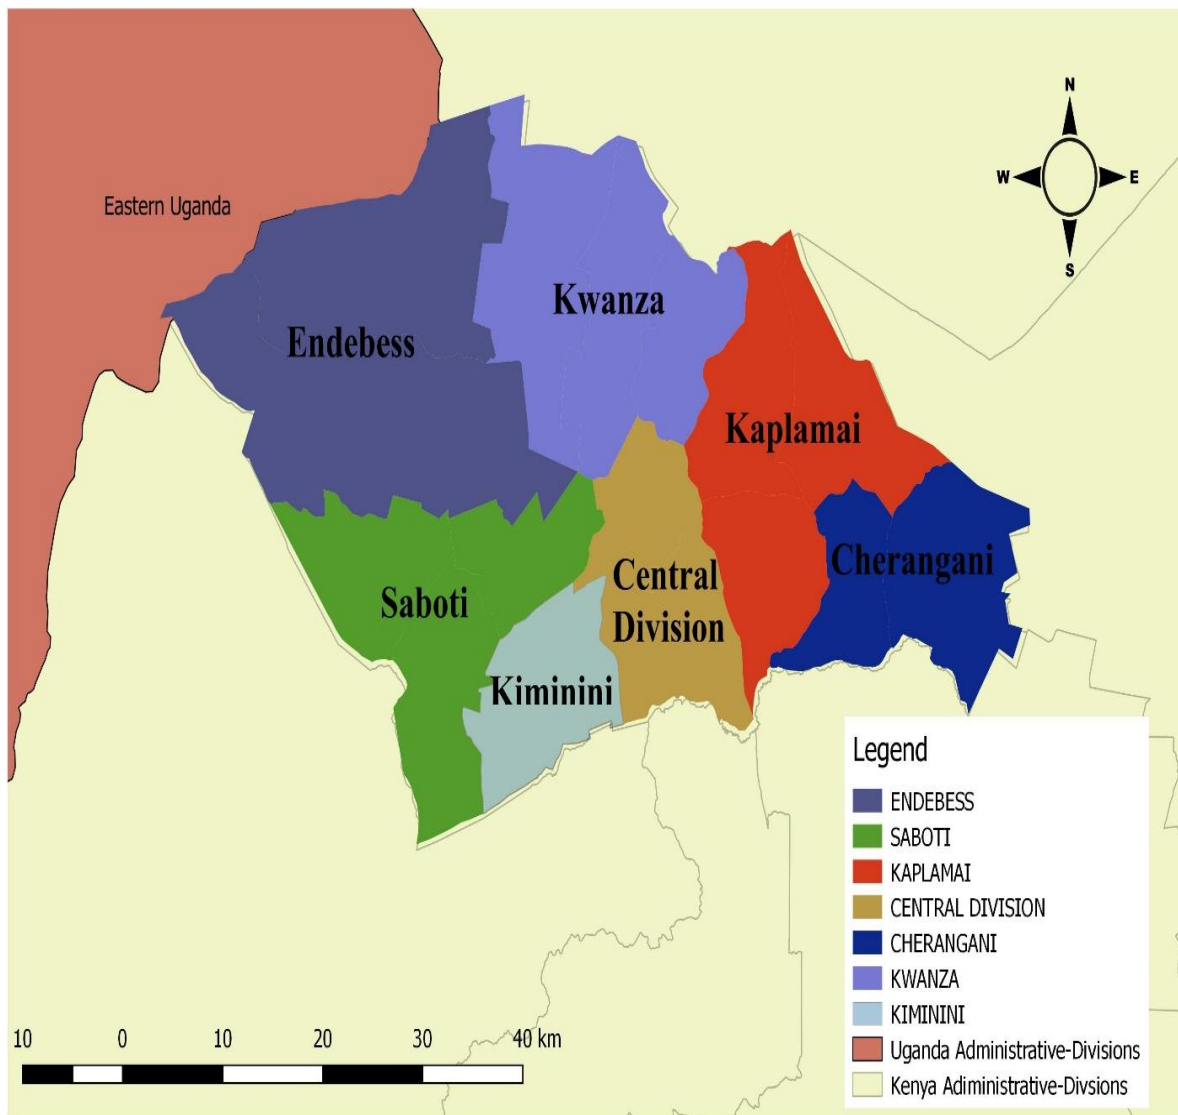 N
W E
S
Eastern Uganda
Kwanza
Endebess
Kaplamai
Cherangani
Central
Division
Saboti
Kiminini
Legend
ENDEBESS
SABOTI
KAPLAMAI
CENTRAL DIVISION
CHERANGANI
KWANZA
KIMININI
Uganda Administrative-Divisions
Kenya Adiministrative-Divsions
10 0 10 20 30 40 km